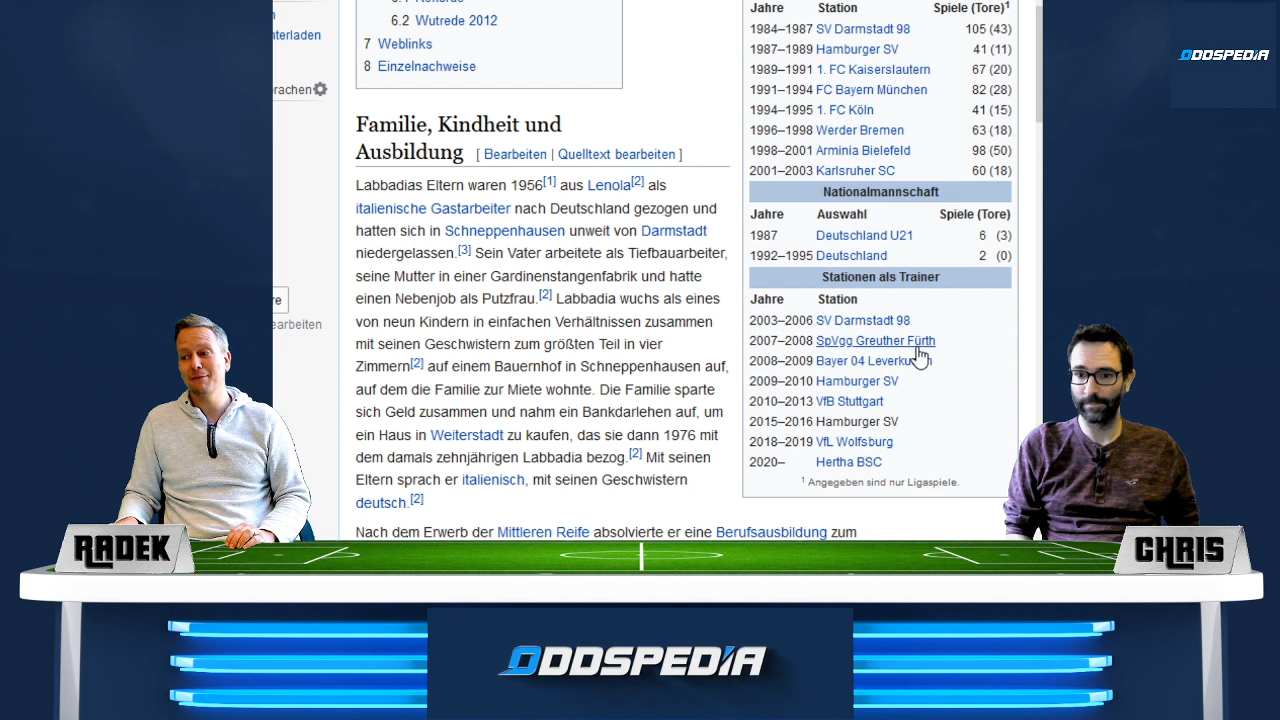 6.1 Rekorde
6.2 Wutrede 2012
7 Weblinks
8 Einzelnachweise
nterladen
rachen
re
earbeiten
Familie, Kindheit und
Ausbildung [ Bearbeiten | Quelltext bearbeiten ]
Labbadias Eltern waren 1956[1] aus Lenola[2] als
italienische Gastarbeiter nach Deutschland gezogen und
hatten sich in Schneppenhausen unweit von Darmstadt
niedergelassen.[3] Sein Vater arbeitete als Tiefbauarbeiter,
seine Mutter in einer Gardinenstangenfabrik und hatte
einen Nebenjob als Putzfrau.[2] Labbadia wuchs als eines
von neun Kindern in einfachen Verhältnissen zusammen
mit seinen Geschwistern zum größten Teil in vier
Zimmern[2] auf einem Bauernhof in Schneppenhausen auf,
auf dem die Familie zur Miete wohnte. Die Familie sparte
sich Geld zusammen und nahm ein Bankdarlehen auf, um
ein Haus in Weiterstadt zu kaufen, das sie dann 1976 mit
dem damals zehnjährigen Labbadia bezog.[2] Mit seinen
Eltern sprach er italienisch, mit seinen Geschwistern
deutsch.[2]
Nach dem Erwerb der Mittleren Reife absolvierte er eine Berufsausbildung zum
Jahre Station Spiele (Tore)1
1984–1987 SV Darmstadt 98 105 (43)
1987–1989 Hamburger SV 41 (11)
1989–1991 1. FC Kaiserslautern 67 (20)
1991–1994 FC Bayern München 82 (28)
1994–1995 1. FC Köln 41 (15)
1996–1998 Werder Bremen 63 (18)
1998–2001 Arminia Bielefeld 98 (50)
2001–2003 Karlsruher SC 60 (18)
Nationalmannschaft
Jahre Auswahl Spiele (Tore)
1987 Deutschland U21 6 (3)
1992–1995 Deutschland 2 (0)
Stationen als Trainer
Jahre Station
2003–2006 SV Darmstadt 98
2007–2008 SpVgg Greuther Fürth
2008–2009 Bayer 04 Leverku
2009–2010 Hamburger SV
2010–2013 VfB Stuttgart
2015–2016 Hamburger SV
2018–2019 VfL Wolfsburg
2020– Hertha BSC
1 Angegeben sind nur Ligaspiele.
ODDSPEDIA
RADEK
CHRIS
ODDSPEDIA